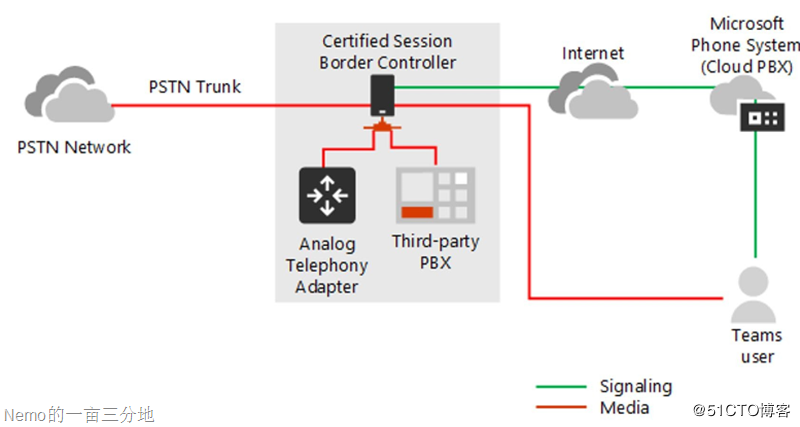 Certified Session
Border Controller
Internet
Microsoft
Phone System
(Cloud PBX)
PSTN Trunk
PSTN Network
Analog
Telephony
Adapter
Third-party
PBX
Teams
user
Signaling
Media
Nemo的一亩三分地
@51CTO博客